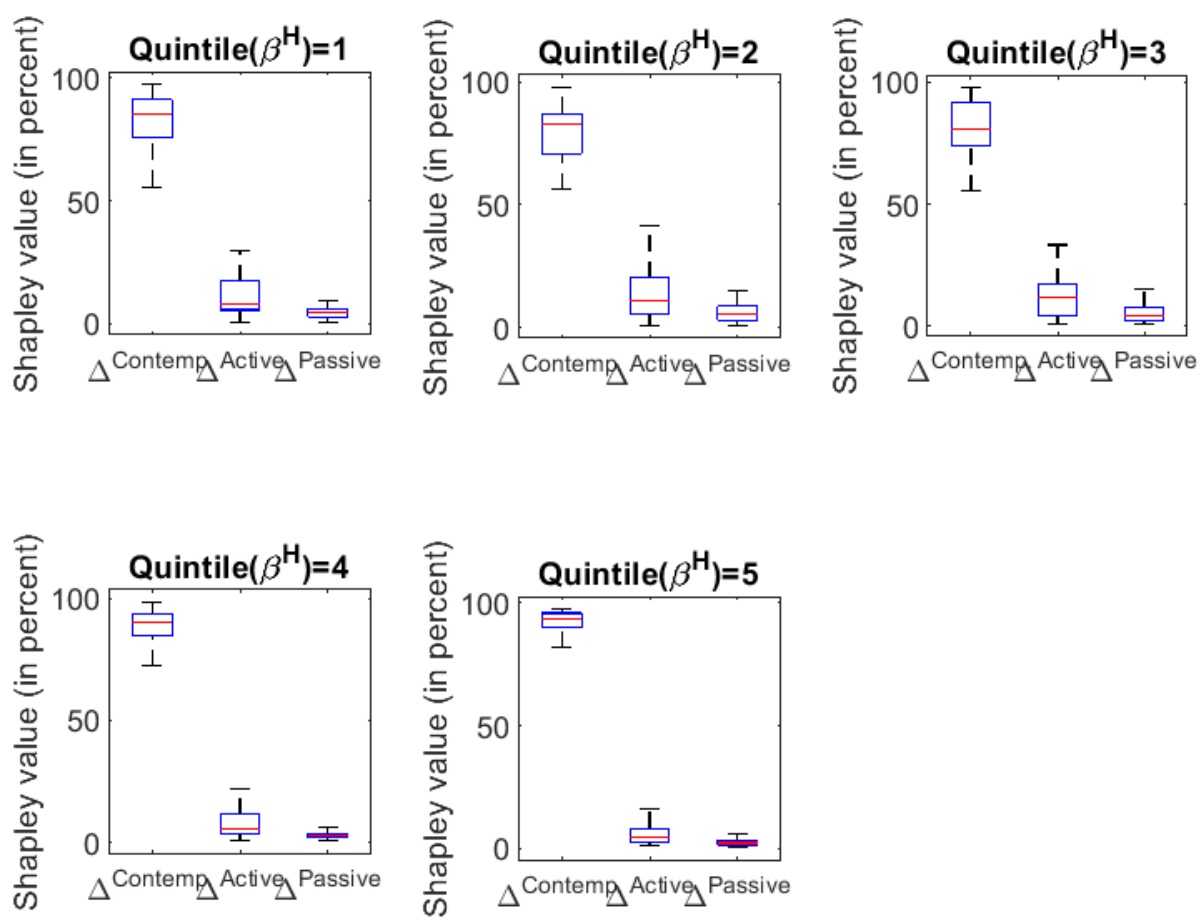 Quintile(β^H)=1
Shapley value (in percent)
100
50
0
Δ Contemp Δ Active Δ Passive
Quintile(β^H)=2
Shapley value (in percent)
100
50
0
Δ Contemp Δ Active Δ Passive
Quintile(β^H)=3
Shapley value (in percent)
100
50
0
Δ Contemp Δ Active Δ Passive
Quintile(β^H)=4
Shapley value (in percent)
100
50
0
Δ Contemp Δ Active Δ Passive
Quintile(β^H)=5
Shapley value (in percent)
100
50
0
Δ Contemp Δ Active Δ Passive